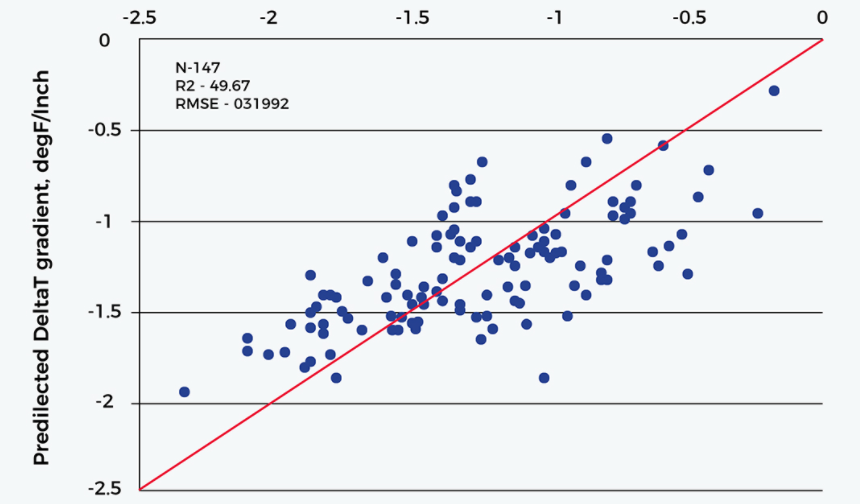 -2.5 -2 -1.5 -1 -0.5 0
0
N-147
R2 - 49.67
RMSE - 031992
-0.5
-1
-1.5
-2
-2.5
Predilected DeltaT gradient, degF/Inch